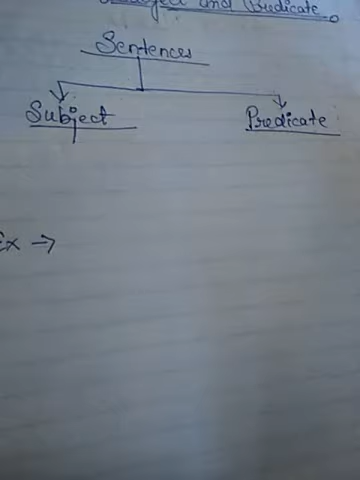 Subject and Predicate
Sentences
Subject
Predicate
Ex →